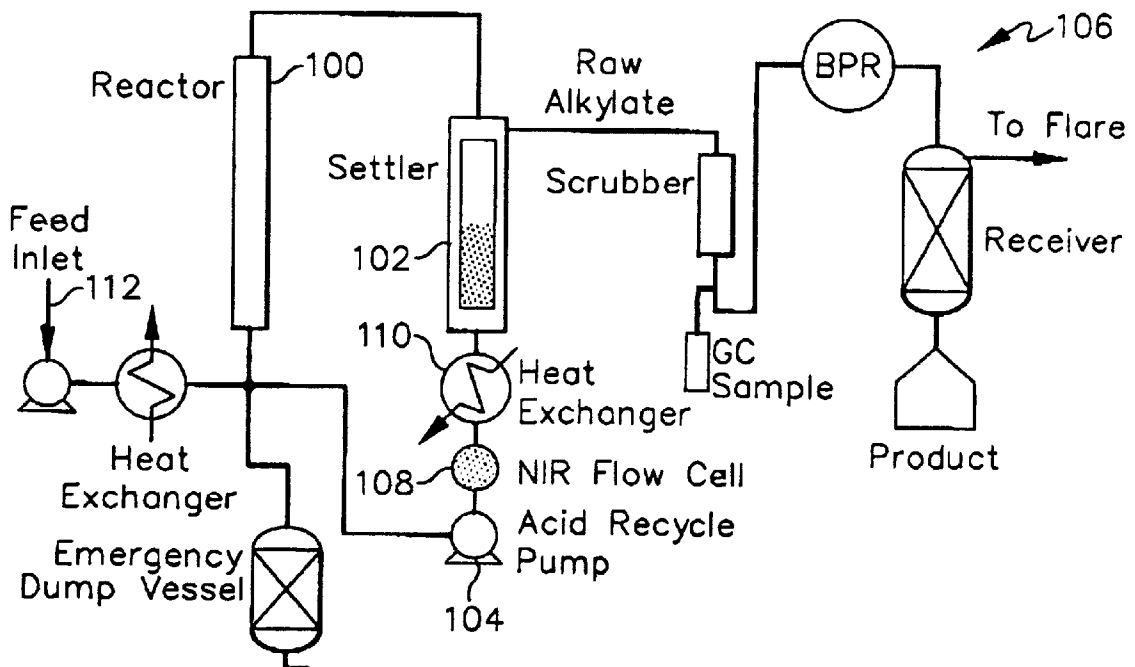 106
BPR
Reactor
100
Raw
Alkylate
To Flare
Settler
Scrubber
Feed
Inlet
102
Receiver
112
110
GC
Sample
Heat
Exchanger
Heat
Exchanger
108
NIR Flow Cell
Product
Acid Recycle
Pump
Emergency
Dump Vessel
104